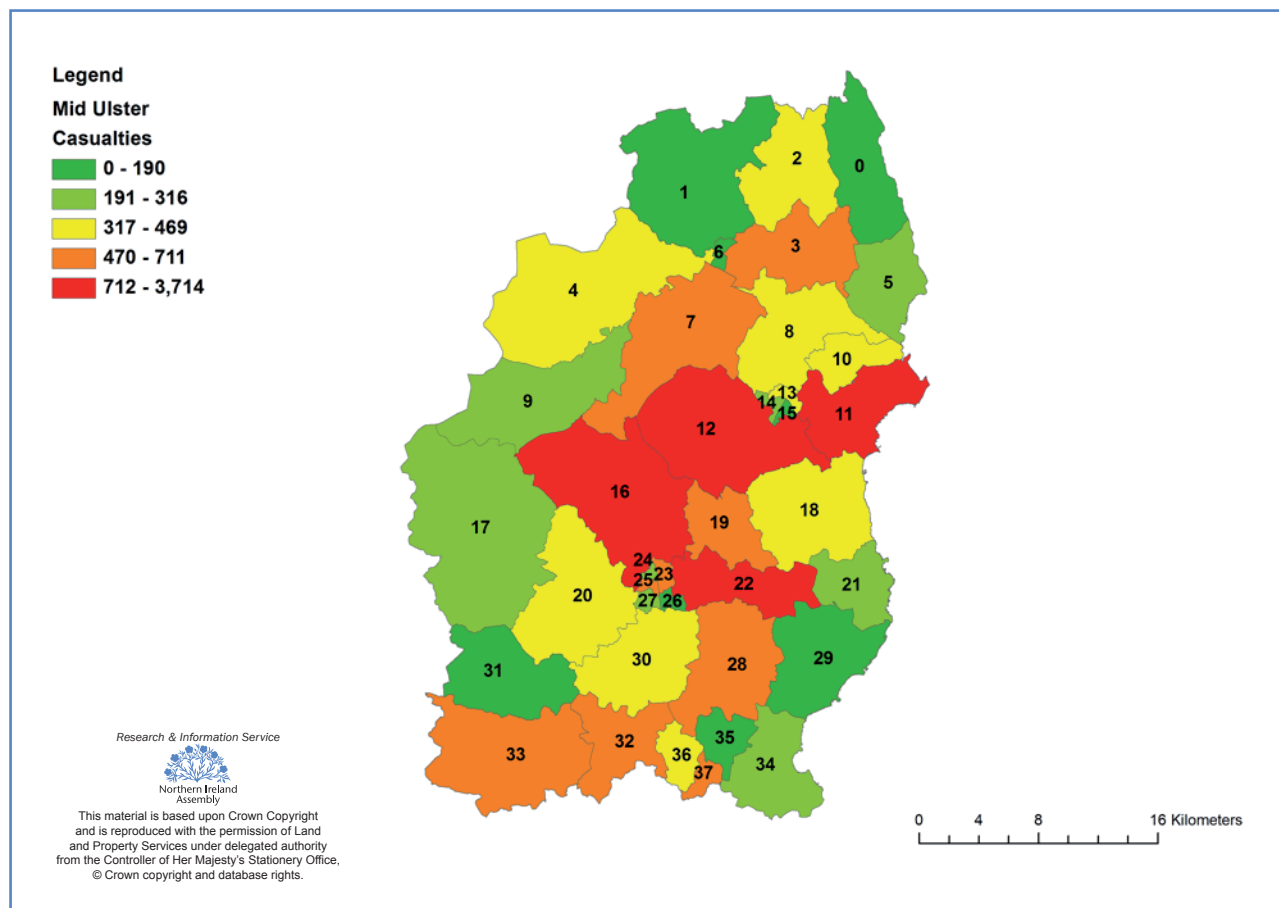 Legend
Mid Ulster
Casualties
0 - 190
191 - 316
317 - 469
470 - 711
712 - 3,714
0
1
2
3
4
5
6
7
8
9
10
11
12
13
14
15
16
17
18
19
20
21
22
23
24
25
26
27
28
29
30
31
32
33
34
35
36
37
Research & Information Service
Northern Ireland
Assembly
This material is based upon Crown Copyright
and is reproduced with the permission of Land
and Property Services under delegated authority
from the Controller of Her Majesty's Stationery Office,
© Crown copyright and database rights.
0 4 8 16 Kilometers